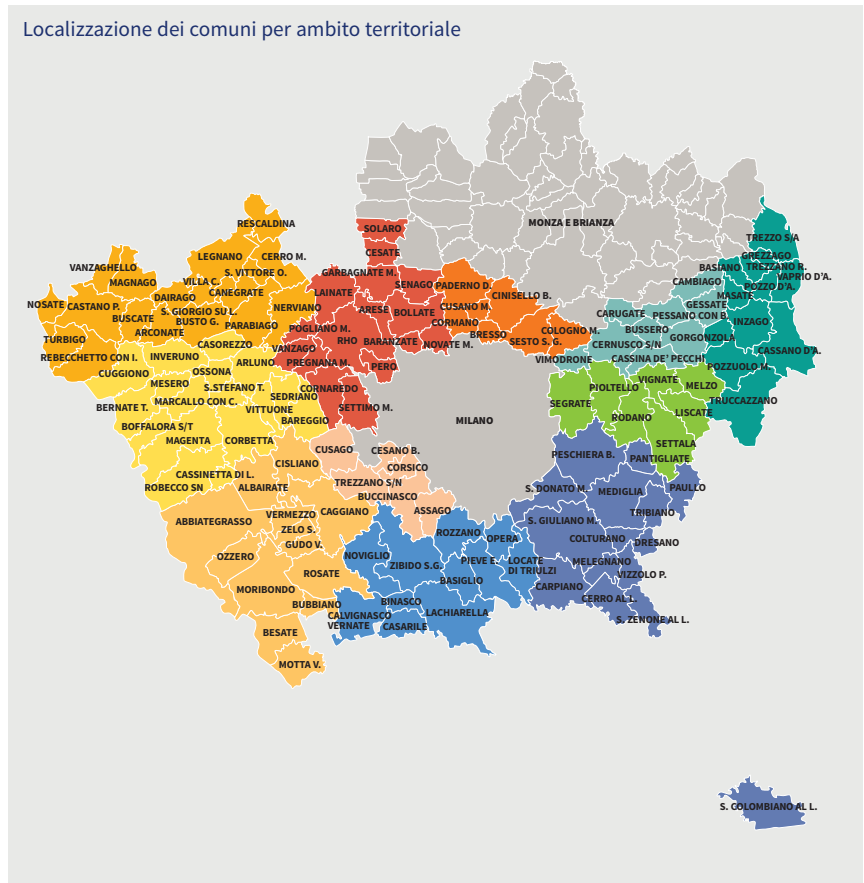 Localizzazione dei comuni per ambito territoriale
RESCALDINA
SOLARO
MONZA E BRIANZA
TREZZO S/A
CESATE
LEGNANO
CERRO M.
GREZZAGO
VANZAGHELLO
S. VITTORE O.
GARBAGNATE M.
BASIANO
TREZZANO R.
VAPRIO D'A.
MAGNAGO
VILLA C.
CANEGRATE
LAINATE
SENAGO
PADERNO D.
CINISELLO B.
CAMBIAGO
POZZO D'A.
MASATE
NOSATE
CASTANO P.
DAIRAGO
S. GIORGIO SU L.
NERVIANO
ARESE
BOLLATE
CUSANO M.
GESSATE
BUSCATE
BUSTO G.
PARABIAGO
POGLIANO M.
CORMANO
CARUGATE
PESSANO CON B.
INZAGO
ARCONATE
TURBIGO
CASOREZZO
RHO
BARANZATE
NOVATE M.
BRESSO
SESTO S. G.
COLOGNO M.
BUSSERO
GORGONZOLA
CERNUSCO S/N
REBECCHETTO CON I.
INVERUNO
VANZAGO
CASSANO D'A.
CUGGIONO
OSSONA
ARLUNO
PREGNANA M.
PERO
VIMODRONE
CASSINA DE' PECCHI
POZZUOLO M.
MESERO
S.STEFANO T.
CORNAREDO
PIOLTELLO
VIGNATE
MELZO
BERNATE T.
MARCALLO CON C.
SEDRIANO
VITTUONE
SETTIMO M.
SEGRATE
TRUCCAZZANO
BOFFALORA S/T
BAREGGIO
MILANO
RODANO
LISCATE
MAGENTA
CORBETTA
CUSAGO
CESANO B.
SETTALA
PESCHIERA B.
PANTIGLIATE
CISLIANO
CORSICO
CASSINETTA DI L.
TREZZANO S/N
ROBECCO SN
ALBAIRATE
BUCCINASCO
S. DONATO M.
MEDIGLIA
PAULLO
ABBIATEGRASSO
VERMEZZO
CAGGIANO
ASSAGO
TRIBIANO
ZELO S.
S. GIULIANO M.
GUDO V.
ROZZANO
OPERA
COLTURANO
DRESANO
OZZERO
NOVIGLIO
ZIBIDO S.G.
PIEVE E.
LOCATE
DI TRIULZI
MELEGNANO
ROSATE
BASIGLIO
VIZZOLO P.
MORIBONDO
CARPIANO
BUBBIANO
BINASCO
CERRO AL L.
CALVIGNASCO
LACHIARELLA
VERNATE
CASARILE
S. ZENONE AL L.
BESATE
MOTTA V.
S. COLOMBIANO AL L.